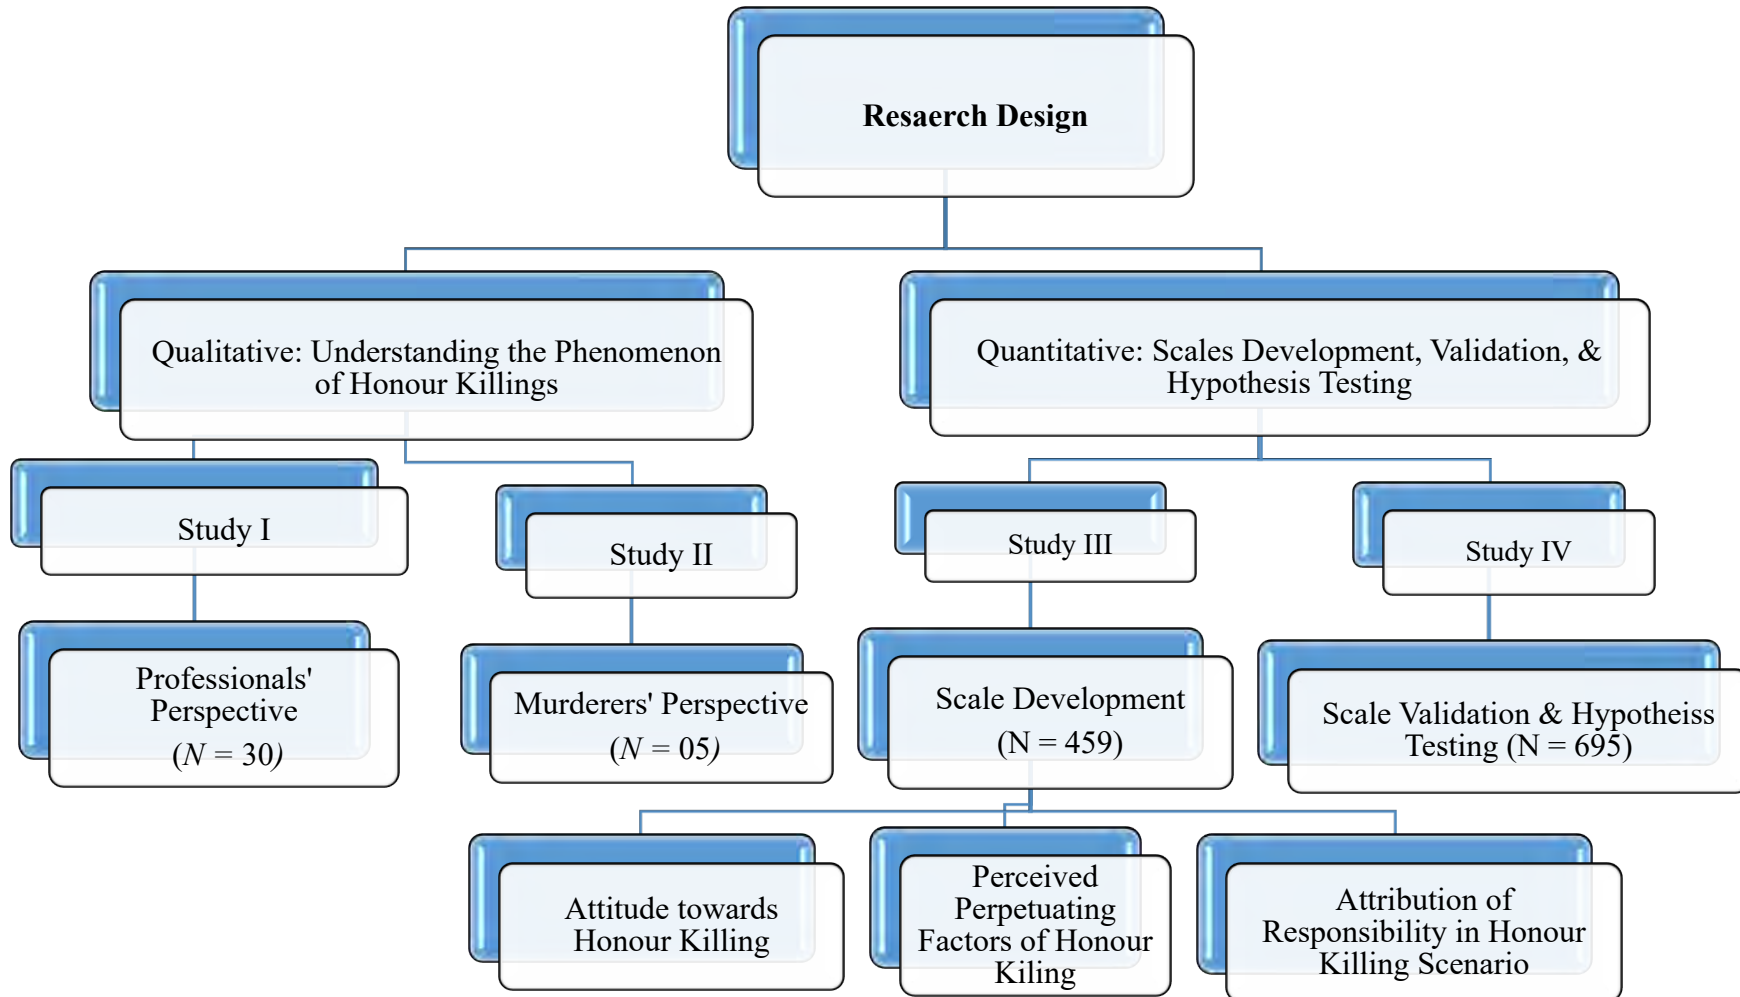 Resaerch Design
Qualitative: Understanding the Phenomenon
of Honour Killings
Quantitative: Scales Development, Validation, &
Hypothesis Testing
Study I
Study II
Study III
Study IV
Professionals'
Perspective
(N = 30)
Murderers' Perspective
(N = 05)
Scale Development
(N = 459)
Scale Validation & Hypotheiss
Testing (N = 695)
Attitude towards
Honour Killing
Perceived
Perpetuating
Factors of Honour
Kiling
Attribution of
Responsibility in Honour
Killing Scenario